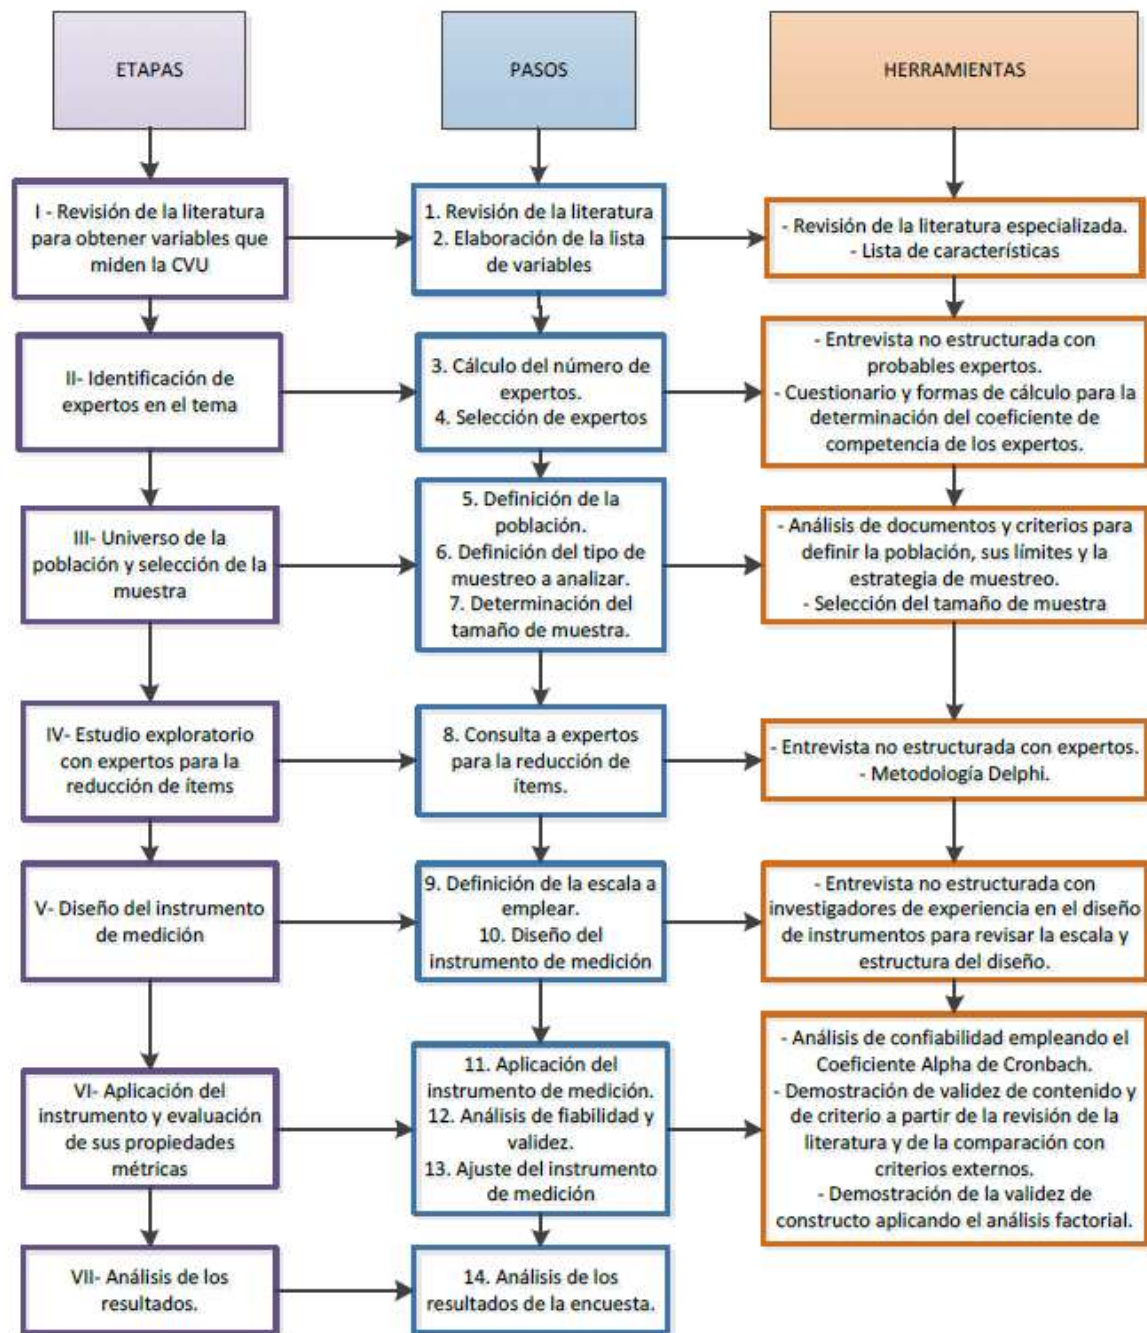 ETAPAS
PASOS
HERRAMIENTAS
I - Revisión de la literatura
para obtener variables que
miden la CVU
1. Revisión de la literatura
2. Elaboración de la lista
de variables
- Revisión de la literatura especializada.
- Lista de características
II- Identificación de
expertos en el tema
3. Cálculo del número de
expertos.
4. Selección de expertos
- Entrevista no estructurada con
probables expertos.
- Cuestionario y formas de cálculo para la
determinación del coeficiente de
competencia de los expertos.
III- Universo de la
población y selección de la
muestra
5. Definición de la
población.
6. Definición del tipo de
muestreo a analizar.
7. Determinación del
tamaño de muestra.
- Análisis de documentos y criterios para
definir la población, sus límites y la
estrategia de muestreo.
- Selección del tamaño de muestra
IV- Estudio exploratorio
con expertos para la
reducción de ítems
8. Consulta a expertos
para la reducción de
ítems.
- Entrevista no estructurada con expertos.
- Metodología Delphi.
V- Diseño del instrumento
de medición
9. Definición de la escala a
emplear.
10. Diseño del
instrumento de medición
- Entrevista no estructurada con
investigadores de experiencia en el diseño
de instrumentos para revisar la escala y
estructura del diseño.
VI- Aplicación del
instrumento y evaluación
de sus propiedades
métricas
11. Aplicación del
instrumento de medición.
12. Análisis de fiabilidad y
validez.
13. Ajuste del instrumento
de medición
- Análisis de confiabilidad empleando el
Coeficiente Alpha de Cronbach.
- Demostración de validez de contenido y
de criterio a partir de la revisión de la
literatura y de la comparación con
criterios externos.
- Demostración de la validez de
constructo aplicando el análisis factorial.
VII- Análisis de los
resultados.
14. Análisis de los
resultados de la encuesta.